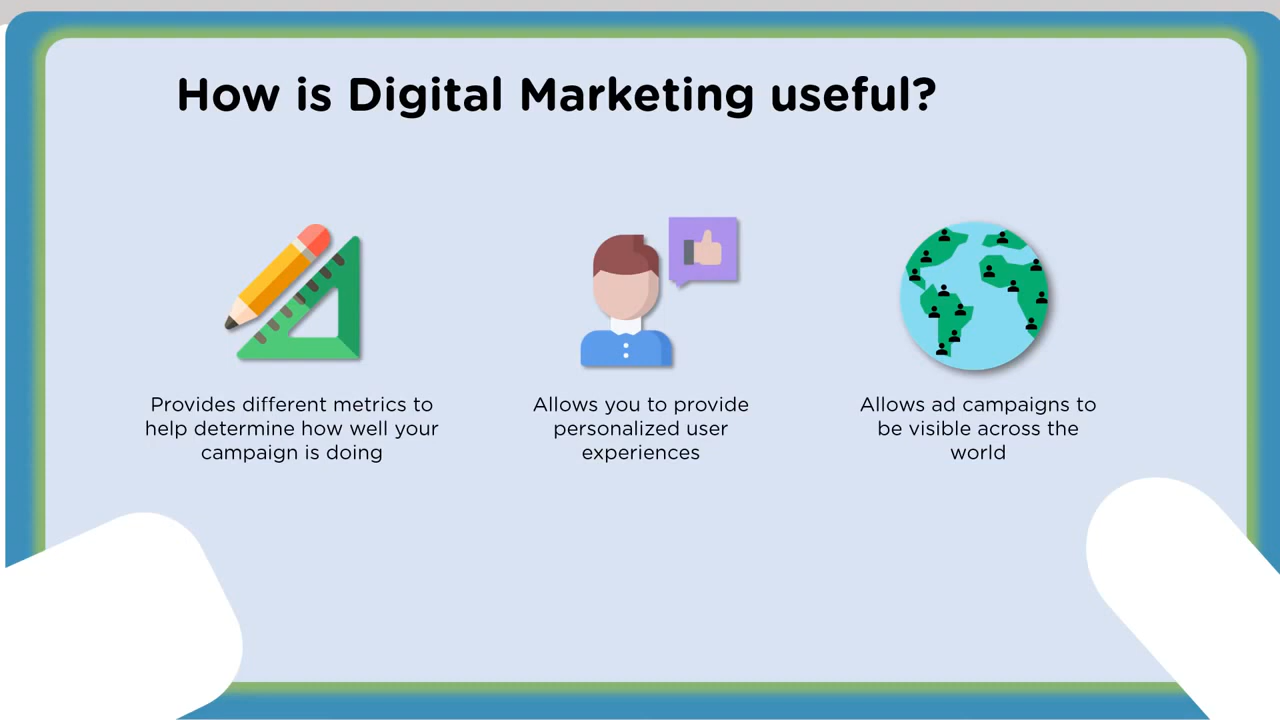 How is Digital Marketing useful?
Provides different metrics to
help determine how well your
campaign is doing
Allows you to provide
personalized user
experiences
Allows ad campaigns to
be visible across the
world